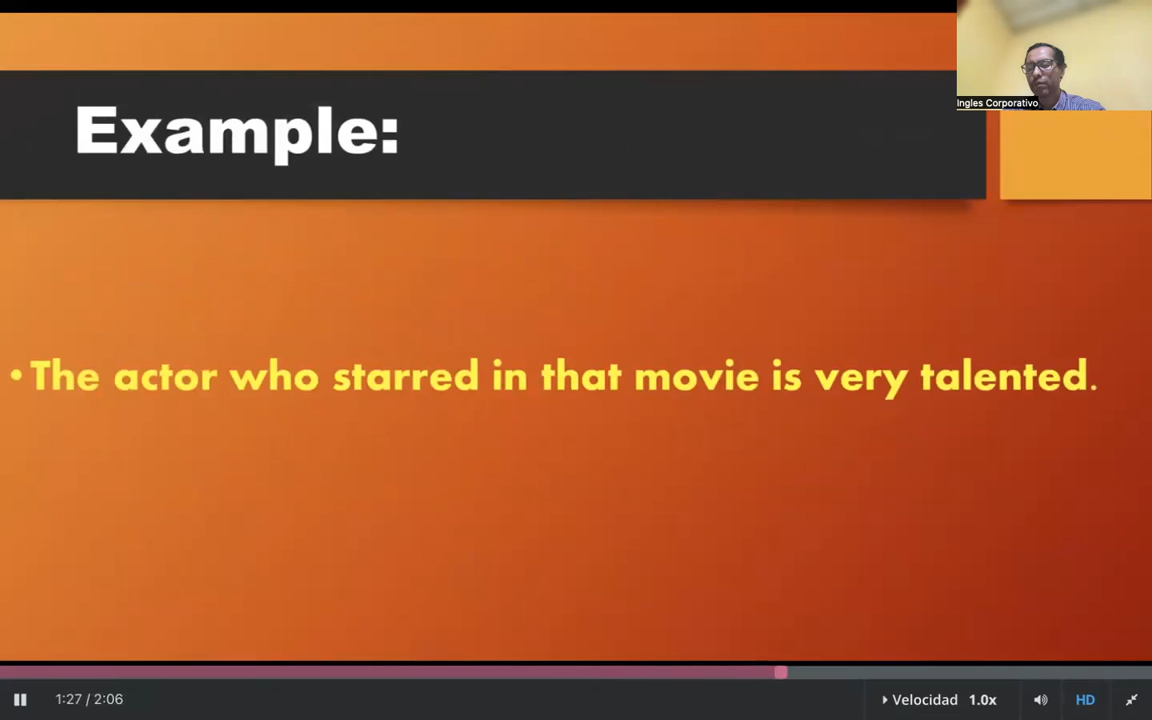 Example:
Ingles Corporativo
• The actor who starred in that movie is very talented.
1:27 / 2:06
Velocidad 1.0x
HD